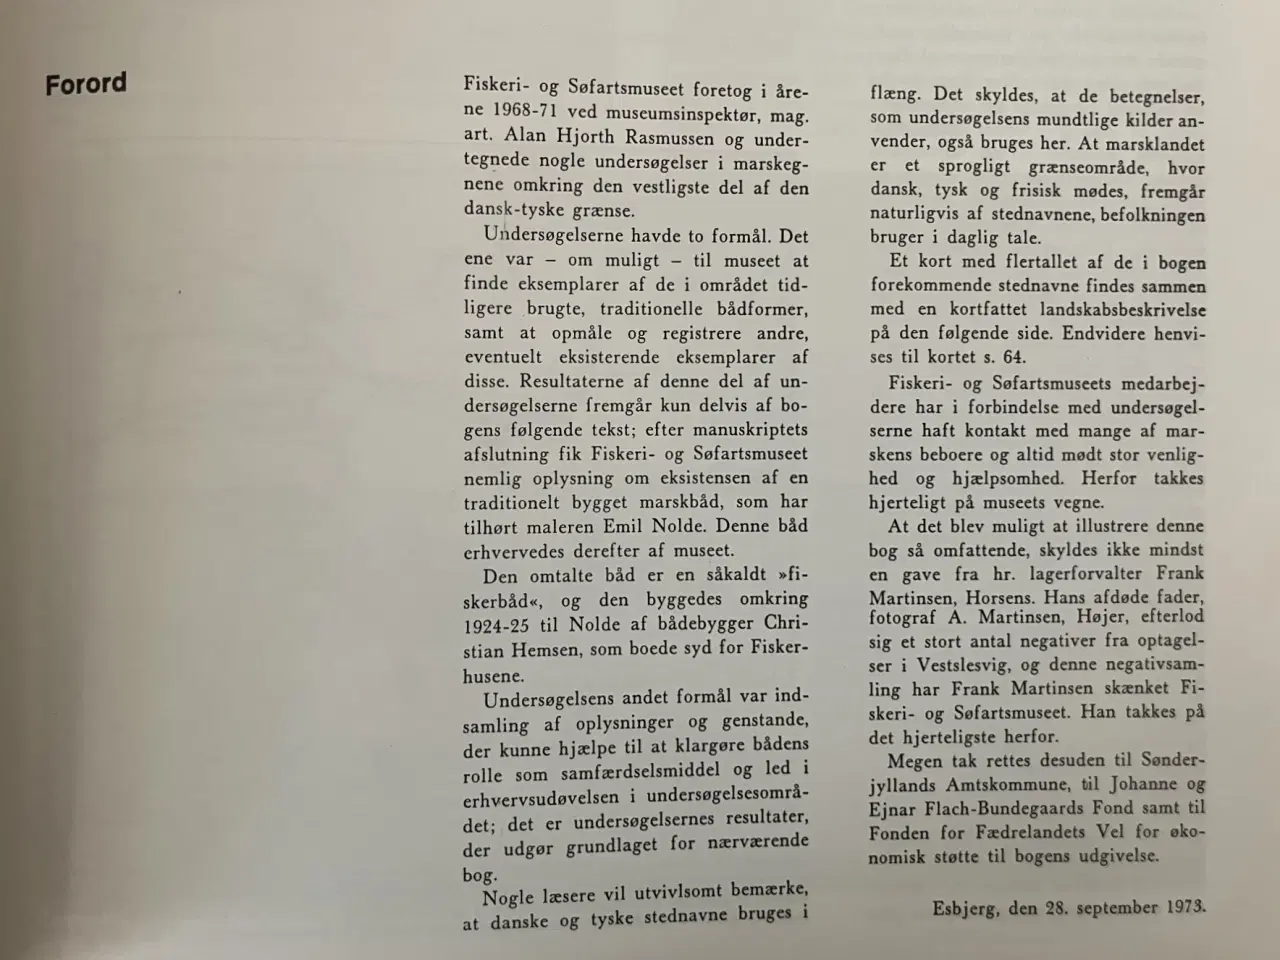 Forord
Fiskeri- og Søfartsmuseet foretog i åre-
ne 1968-71 ved museumsinspektør, mag.
art. Alan Hjorth Rasmussen og under-
tegnede nogle undersøgelser i marskeg-
nene omkring den vestligste del af den
dansk-tyske grænse.
Undersøgelserne havde to formål. Det
ene var – om muligt – til museet at
finde eksemplarer af de i området tid-
ligere brugte, traditionelle bådformer,
samt at opmåle og registrere andre,
eventuelt eksisterende eksemplarer af
disse. Resultaterne af denne del af un-
dersøgelserne fremgår kun delvis af bo-
gens følgende tekst; efter manuskriptets
afslutning fik Fiskeri- og Søfartsmuseet
nemlig oplysning om eksistensen af en
traditionelt bygget marskbåd, som har
tilhørt maleren Emil Nolde. Denne båd
erhvervedes derefter af museet.
Den omtalte båd er en såkaldt »fi-
skerbåd«, og den byggedes omkring
1924-25 til Nolde af bådebygger Chri-
stian Hemsen, som boede syd for Fisker-
husene.
Undersøgelsens andet formål var ind-
samling af oplysninger og genstande,
der kunne hjælpe til at klargøre bådens
rolle som samfærdselsmiddel og led i
erhvervsudøvelsen i undersøgelsesområ-
det; det er undersøgelsernes resultater,
der udgør grundlaget for nærværende
bog.
Nogle læsere vil utvivlsomt bemærke,
at danske og tyske stednavne bruges i
flæng. Det skyldes, at de betegnelser,
som undersøgelsens mundtlige kilder an-
vender, også bruges her. At marsklandet
er et sprogligt grænseområde, hvor
dansk, tysk og frisisk mødes, fremgår
naturligvis af stednavnene, befolkningen
bruger i daglig tale.
Et kort med flertallet af de i bogen
forekommende stednavne findes sammen
med en kortfattet landskabsbeskrivelse
på den følgende side. Endvidere henvi-
ses til kortet s. 64.
Fiskeri- og Søfartsmuseets medarbej-
dere har i forbindelse med undersøgel-
serne haft kontakt med mange af mar-
skens beboere og altid mødt stor venlig-
hed og hjælpsomhed. Herfor takkes
hjerteligt på museets vegne.
At det blev muligt at illustrere denne
bog så omfattende, skyldes ikke mindst
en gave fra hr. lagerforvalter Frank
Martinsen, Horsens. Hans afdøde fader,
fotograf A. Martinsen, Højer, efterlod
sig et stort antal negativer fra optagel-
ser i Vestslesvig, og denne negativsam-
ling har Frank Martinsen skænket Fi-
skeri- og Søfartsmuseet. Han takkes på
det hjerteligste herfor.
Megen tak rettes desuden til Sønder-
jyllands Amtskommune, til Johanne og
Ejnar Flach-Bundegaards Fond samt til
Fonden for Fædrelandets Vel for øko-
nomisk støtte til bogens udgivelse.
Esbjerg, den 28. september 1973.